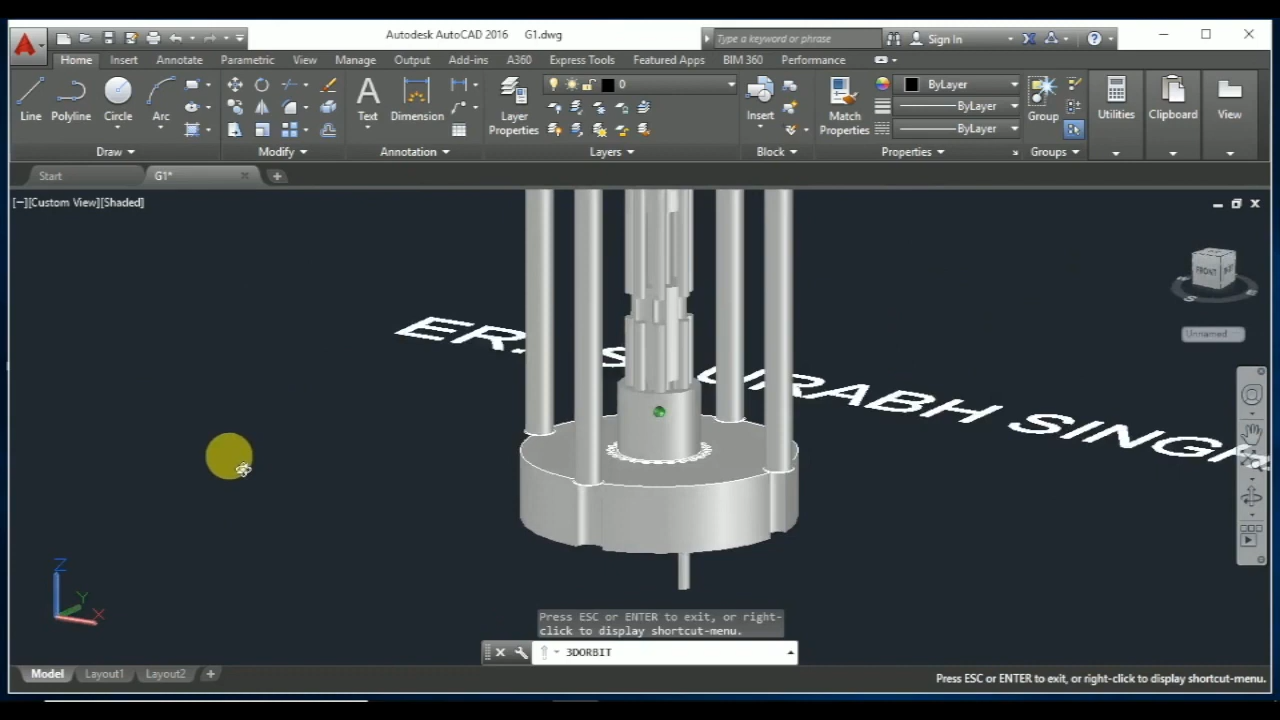 Autodesk AutoCAD 2016 G1.dwg
Type a keyword or phrase
Sign In
Home Insert Annotate Parametric View Manage Output Add-ins A360 Express Tools Featured Apps BIM 360 Performance
Line Polyline Circle Arc
Text Dimension
Layer Properties
0
Insert
Match Properties
ByLayer
ByLayer
ByLayer
Group
Utilities
Clipboard
View
Draw Modify Annotation Layers Block Properties Groups
Start G1*
[−][Custom View][Shaded]
FRONT
Unnamed
ER. S URABH SINGH
Z
Y
X
Press ESC or ENTER to exit, or right-
click to display shortcut-menu.
3DORBIT
Model Layout1 Layout2 +
Press ESC or ENTER to exit, or right-click to display shortcut-menu.